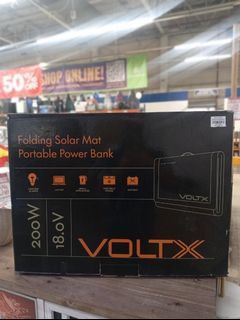 50%
SHOP ONLINE!
Folding Solar Mat
Portable Power Bank
VOLTX
200W
18.0V
VOLTX